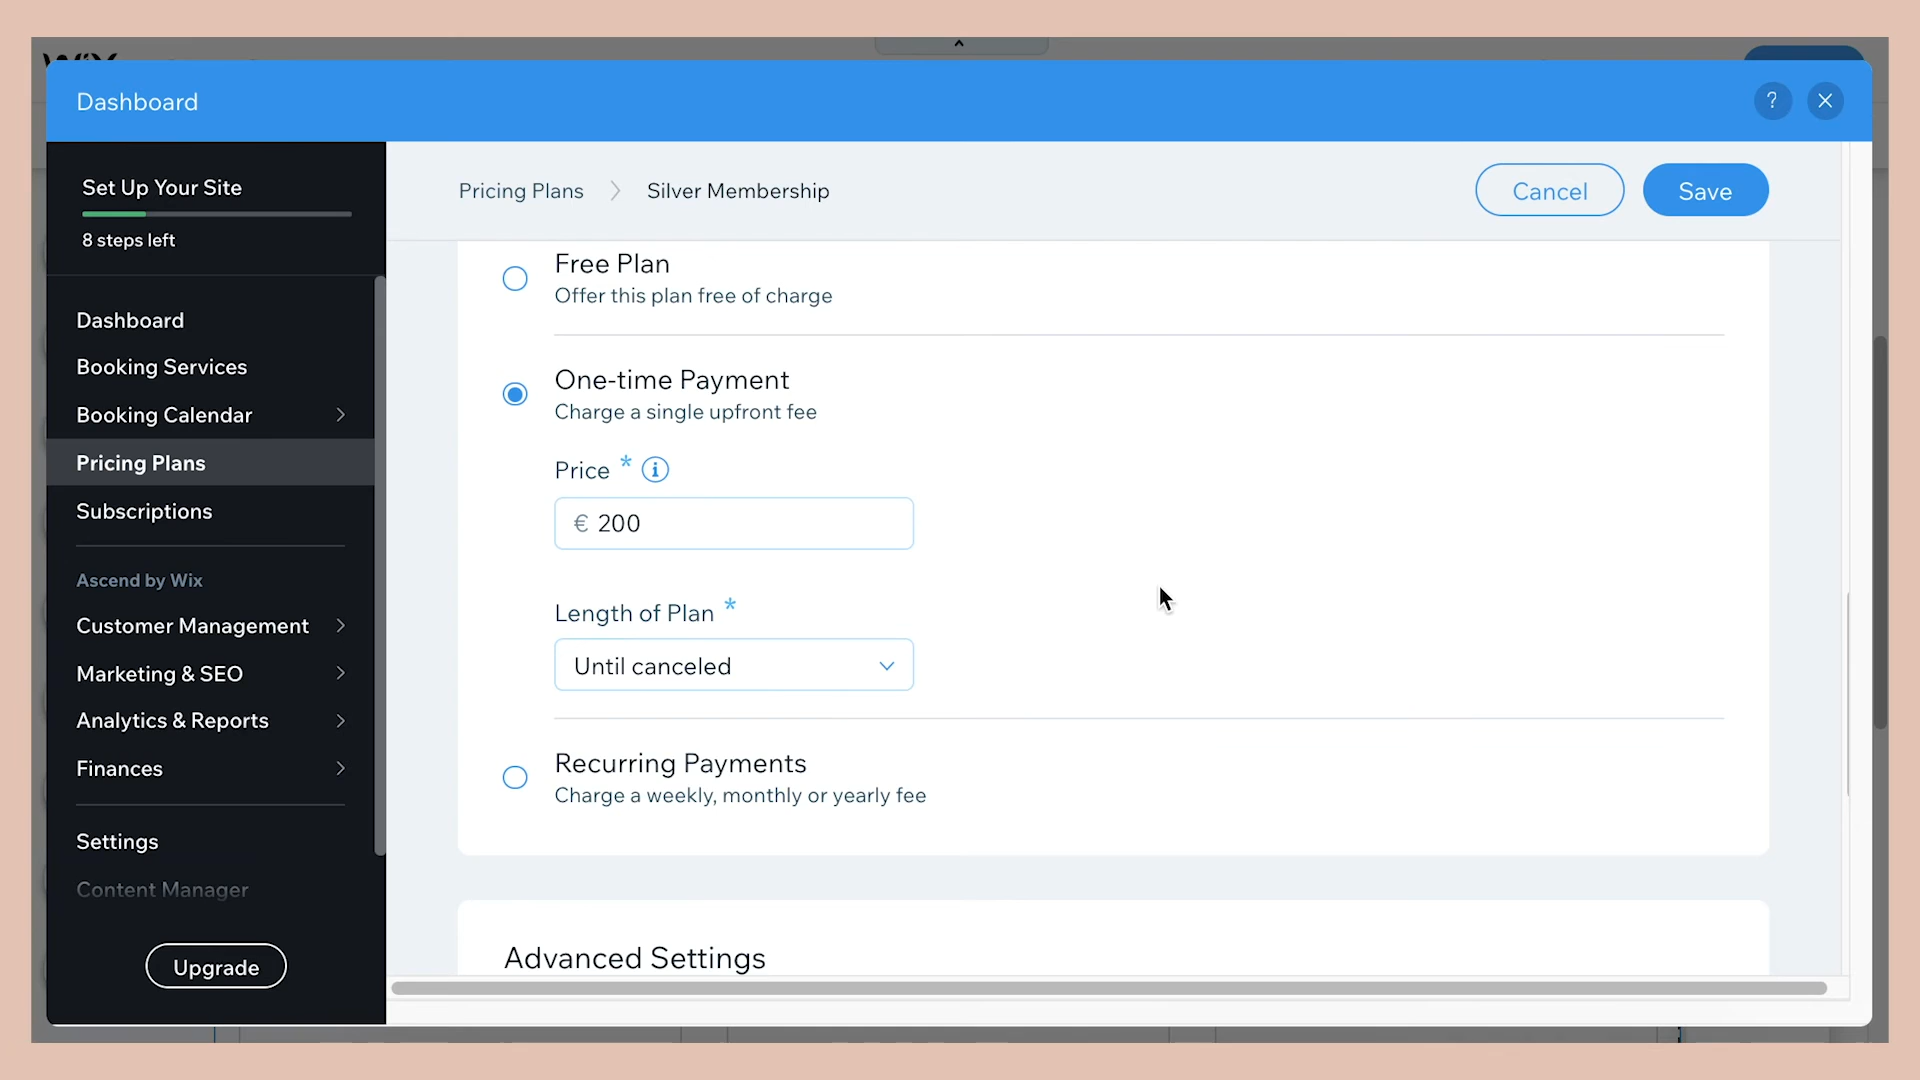 Dashboard
?
Set Up Your Site
8 steps left
Pricing Plans
Silver Membership
Cancel
Save
Dashboard
Booking Services
Booking Calendar
Pricing Plans
Subscriptions
Ascend by Wix
Customer Management
Marketing & SEO
Analytics & Reports
Finances
Settings
Content Manager
Upgrade
Free Plan
Offer this plan free of charge
One-time Payment
Charge a single upfront fee
Price *
€ 200
Length of Plan *
Until canceled
Recurring Payments
Charge a weekly, monthly or yearly fee
Advanced Settings